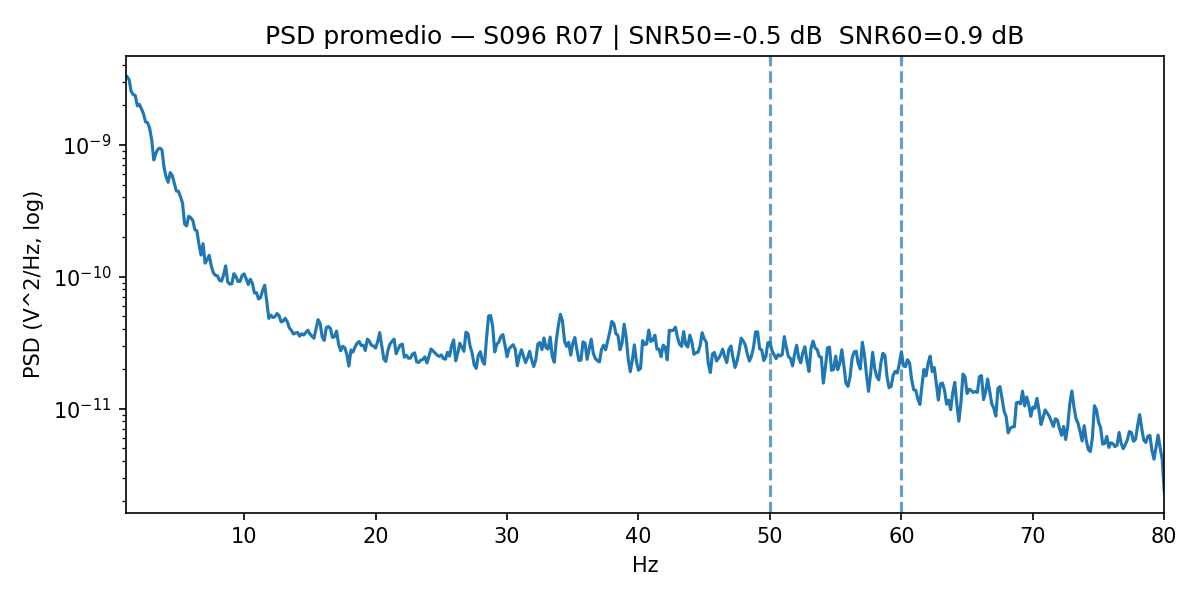 PSD promedio — S096 R07 | SNR50=-0.5 dB  SNR60=0.9 dB
PSD (V^2/Hz, log)
10⁻⁹
10⁻¹⁰
10⁻¹¹
10 20 30 40 50 60 70 80
Hz